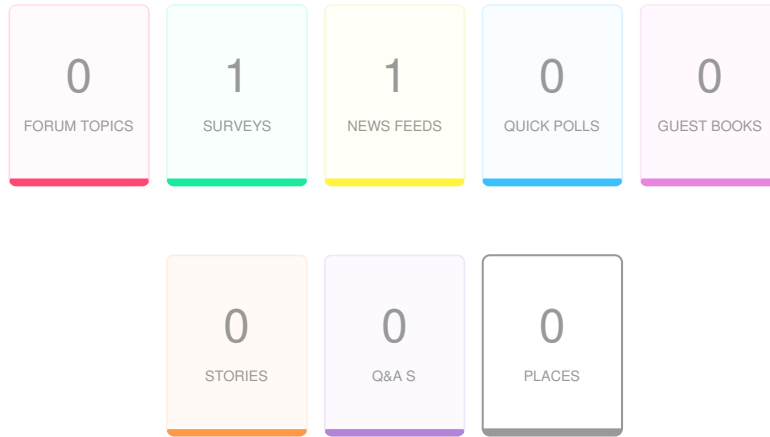 0 1 1 0 0
FORUM TOPICS SURVEYS NEWS FEEDS QUICK POLLS GUEST BOOKS
0 0 0
STORIES Q&A S PLACES